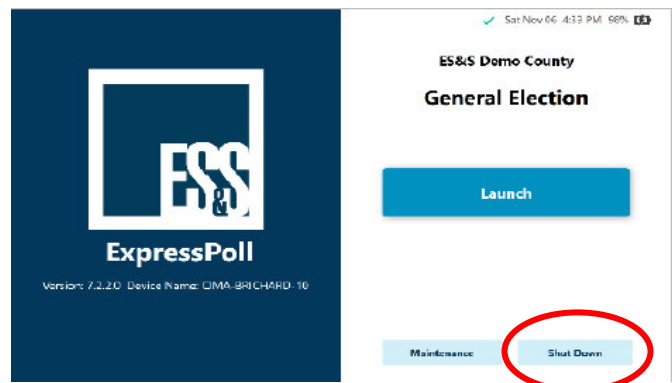 Sat Nov 06 4:33 PM 98%
ES&S Demo County
General Election
Launch
Maintenance
Shut Down
ES&S
ExpressPoll
Version: 7.2.2.0 Device Name: OMA-BRICHARD-10